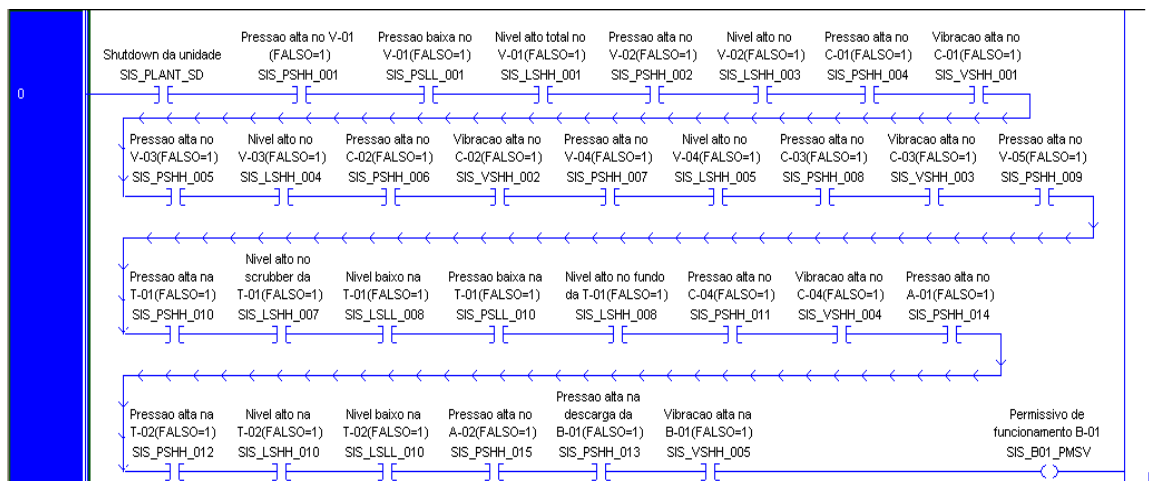 Shutdown da unidade
SIS_PLANT_SD
Pressao alta no V-01
(FALSO=1)
SIS_PSHH_001
Pressao baixa no
V-01(FALSO=1)
SIS_PSLL_001
Nivel alto total no
V-01(FALSO=1)
SIS_LSHH_001
Pressao alta no
V-02(FALSO=1)
SIS_PSHH_002
Nivel alto no
V-02(FALSO=1)
SIS_LSHH_003
Pressao alta no
C-01(FALSO=1)
SIS_PSHH_004
Vibracao alta no
C-01(FALSO=1)
SIS_VSHH_001
0
Pressao alta no
V-03(FALSO=1)
SIS_PSHH_005
Nivel alto no
V-03(FALSO=1)
SIS_LSHH_004
Pressao alta no
C-02(FALSO=1)
SIS_PSHH_006
Vibracao alta no
C-02(FALSO=1)
SIS_VSHH_002
Pressao alta no
V-04(FALSO=1)
SIS_PSHH_007
Nivel alto no
V-04(FALSO=1)
SIS_LSHH_005
Pressao alta no
C-03(FALSO=1)
SIS_PSHH_008
Vibracao alta no
C-03(FALSO=1)
SIS_VSHH_003
Pressao alta no
V-05(FALSO=1)
SIS_PSHH_009
Pressao alta na
T-01(FALSO=1)
SIS_PSHH_010
Nivel alto no
scrubber da
T-01(FALSO=1)
SIS_LSHH_007
Nivel baixo na
T-01(FALSO=1)
SIS_LSLL_008
Pressao baixa na
T-01(FALSO=1)
SIS_PSLL_010
Nivel alto no fundo
da T-01(FALSO=1)
SIS_LSHH_008
Pressao alta no
C-04(FALSO=1)
SIS_PSHH_011
Vibracao alta no
C-04(FALSO=1)
SIS_VSHH_004
Pressao alta no
A-01(FALSO=1)
SIS_PSHH_014
Pressao alta na
T-02(FALSO=1)
SIS_PSHH_012
Nivel alto na
T-02(FALSO=1)
SIS_LSHH_010
Nivel baixo na
T-02(FALSO=1)
SIS_LSLL_010
Pressao alta no
A-02(FALSO=1)
SIS_PSHH_015
Pressao alta na
descarga da
B-01(FALSO=1)
SIS_PSHH_013
Vibracao alta na
B-01(FALSO=1)
SIS_VSHH_005
Permissivo de
funcionamento B-01
SIS_B01_PMSV